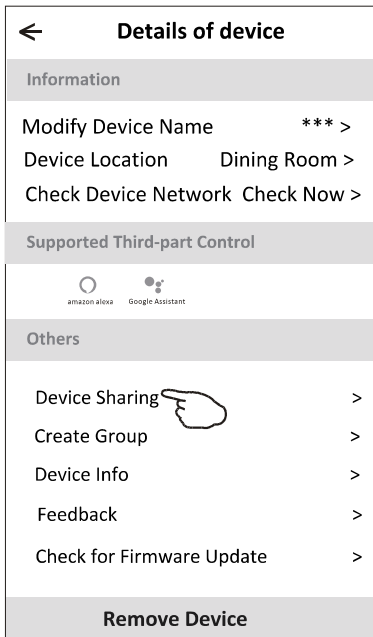 Details of device
Information
Modify Device Name *** >
Device Location Dining Room >
Check Device Network Check Now >
Supported Third-part Control
amazon alexa Google Assistant
Others
Device Sharing >
Create Group >
Device Info >
Feedback >
Check for Firmware Update >
Remove Device